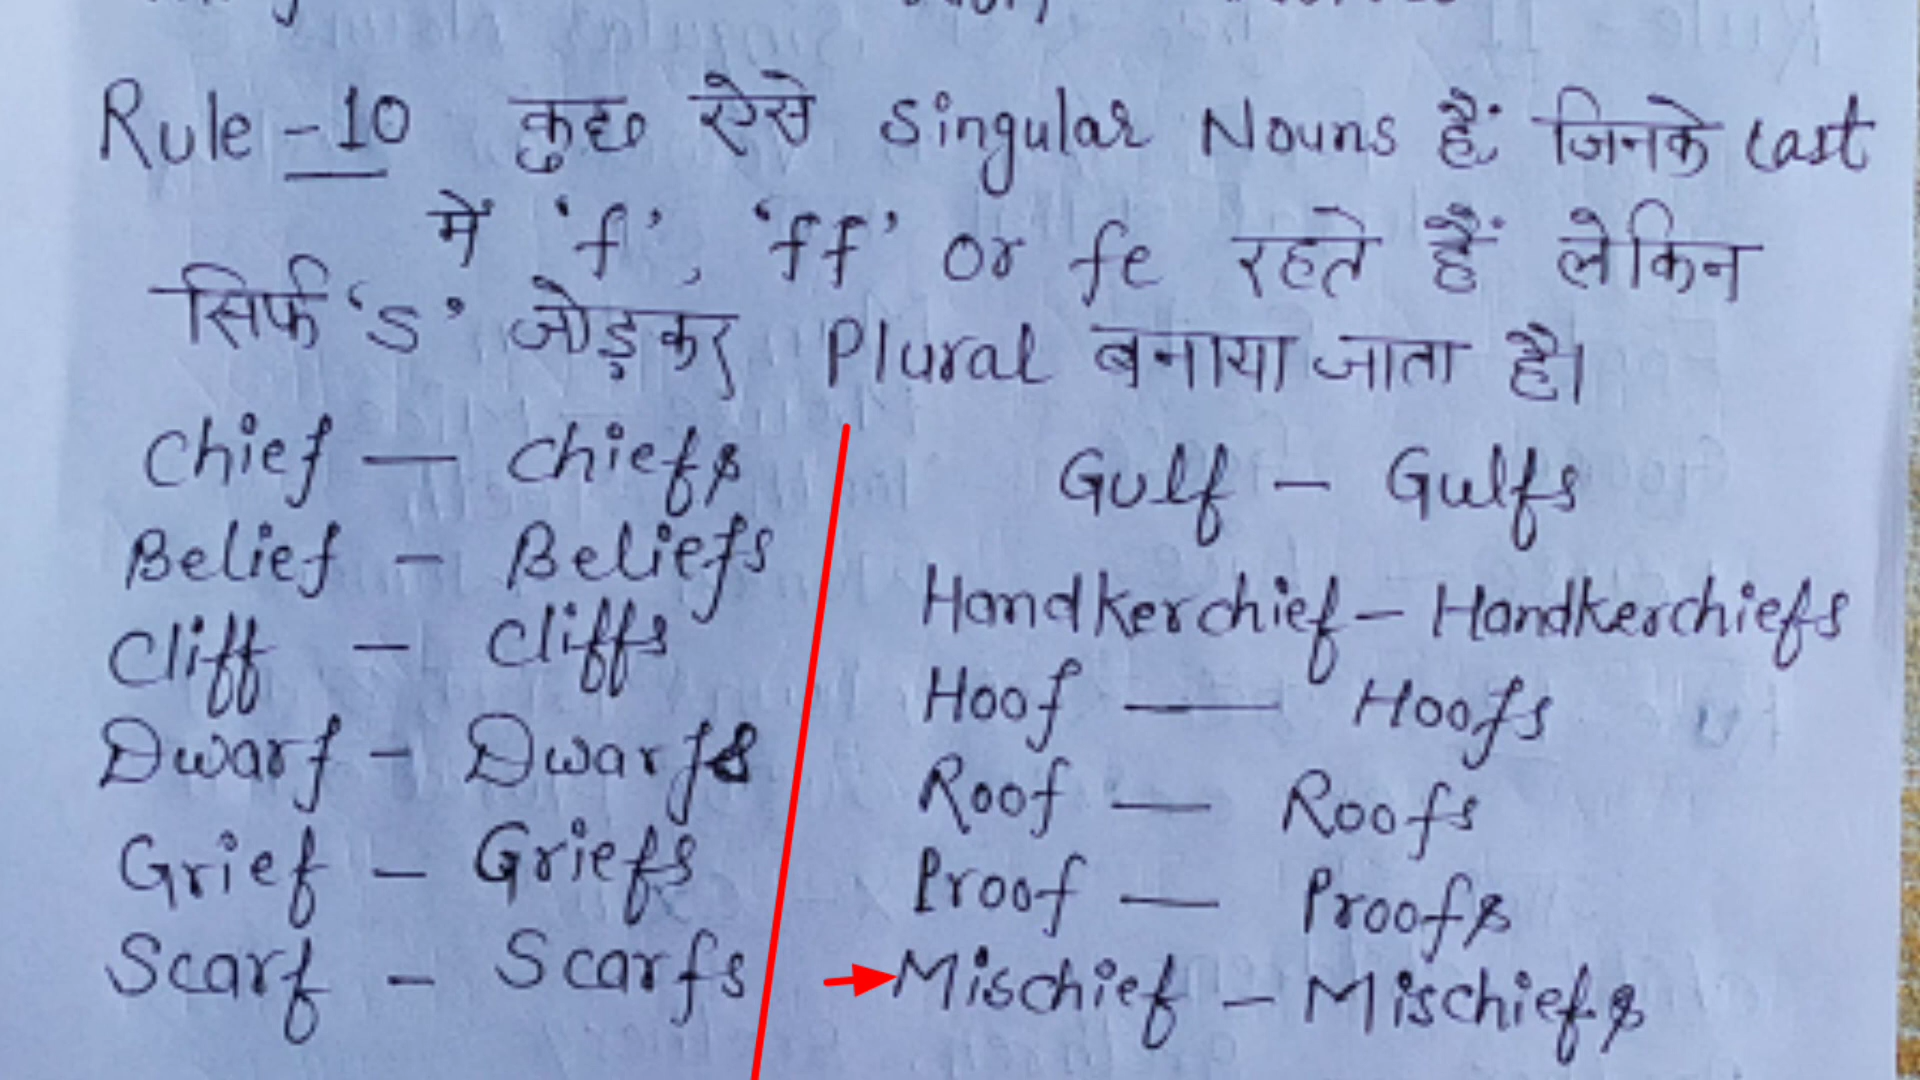 Rule - 10 कुछ ऐसे Singular Nouns हैं जिनके last
में 'f', 'ff' or fe रहते हैं लेकिन
सिर्फ 's' जोड़कर Plural बनाया जाता है।
Chief — Chiefs
Belief - Beliefs
Cliff - Cliffs
Dwarf - Dwarfs
Grief - Griefs
Scarf - Scarfs
Gulf - Gulfs
Handkerchief - Handkerchiefs
Hoof — Hoofs
Roof — Roofs
Proof — Proofs
Mischief - Mischiefs